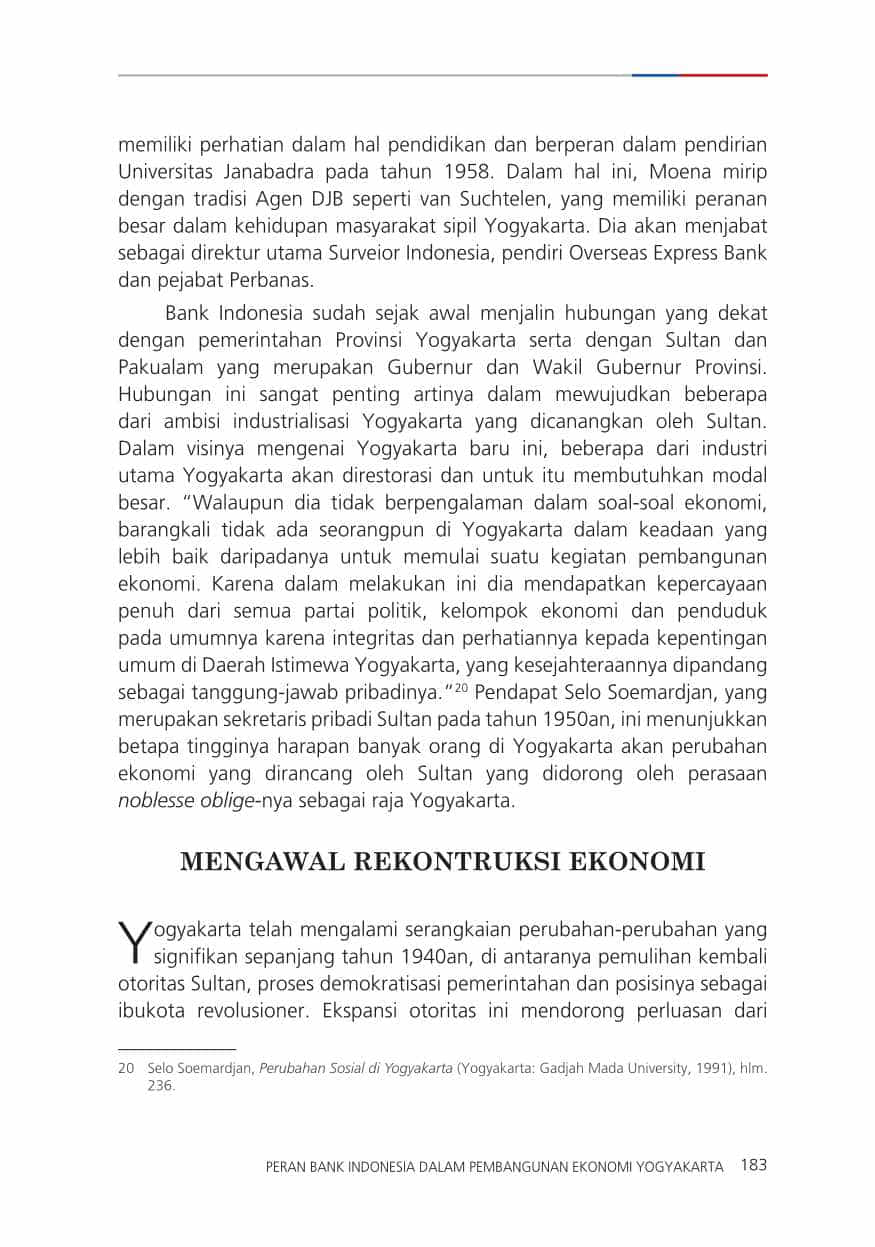 memiliki perhatian dalam hal pendidikan dan berperan dalam pendirian
Universitas Janabadra pada tahun 1958. Dalam hal ini, Moena mirip
dengan tradisi Agen DJB seperti van Suchtelen, yang memiliki peranan
besar dalam kehidupan masyarakat sipil Yogyakarta. Dia akan menjabat
sebagai direktur utama Surveior Indonesia, pendiri Overseas Express Bank
dan pejabat Perbanas.
Bank Indonesia sudah sejak awal menjalin hubungan yang dekat
dengan pemerintahan Provinsi Yogyakarta serta dengan Sultan dan
Pakualam yang merupakan Gubernur dan Wakil Gubernur Provinsi.
Hubungan ini sangat penting artinya dalam mewujudkan beberapa
dari ambisi industrialisasi Yogyakarta yang dicanangkan oleh Sultan.
Dalam visinya mengenai Yogyakarta baru ini, beberapa dari industri
utama Yogyakarta akan direstorasi dan untuk itu membutuhkan modal
besar. “Walaupun dia tidak berpengalaman dalam soal-soal ekonomi,
barangkali tidak ada seorangpun di Yogyakarta dalam keadaan yang
lebih baik daripadanya untuk memulai suatu kegiatan pembangunan
ekonomi. Karena dalam melakukan ini dia mendapatkan kepercayaan
penuh dari semua partai politik, kelompok ekonomi dan penduduk
pada umumnya karena integritas dan perhatiannya kepada kepentingan
umum di Daerah Istimewa Yogyakarta, yang kesejahteraannya dipandang
sebagai tanggung-jawab pribadinya.”20 Pendapat Selo Soemardjan, yang
merupakan sekretaris pribadi Sultan pada tahun 1950an, ini menunjukkan
betapa tingginya harapan banyak orang di Yogyakarta akan perubahan
ekonomi yang dirancang oleh Sultan yang didorong oleh perasaan
noblesse oblige-nya sebagai raja Yogyakarta.
MENGAWAL REKONTRUKSI EKONOMI
Yogyakarta telah mengalami serangkaian perubahan-perubahan yang
signifikan sepanjang tahun 1940an, di antaranya pemulihan kembali
otoritas Sultan, proses demokratisasi pemerintahan dan posisinya sebagai
ibukota revolusioner. Ekspansi otoritas ini mendorong perluasan dari
20 Selo Soemardjan, Perubahan Sosial di Yogyakarta (Yogyakarta: Gadjah Mada University, 1991), hlm.
236.
PERAN BANK INDONESIA DALAM PEMBANGUNAN EKONOMI YOGYAKARTA 183